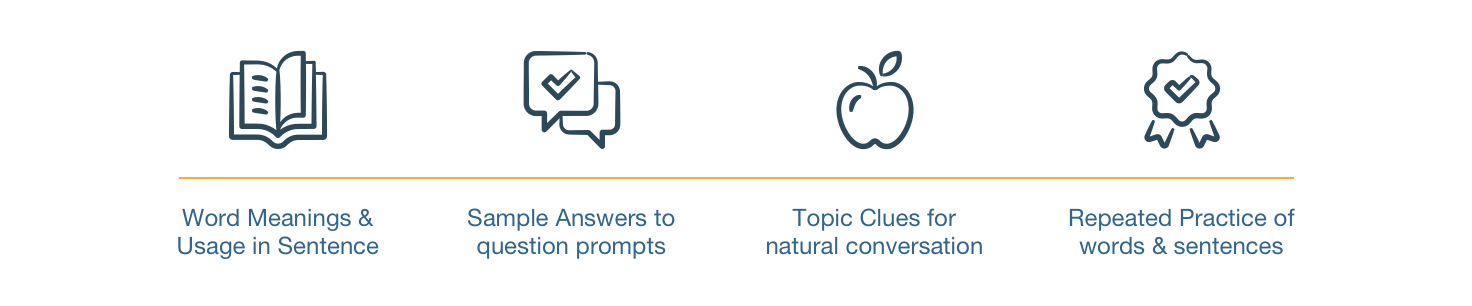 Word Meanings &
Usage in Sentence
Sample Answers to
question prompts
Topic Clues for
natural conversation
Repeated Practice of
words & sentences